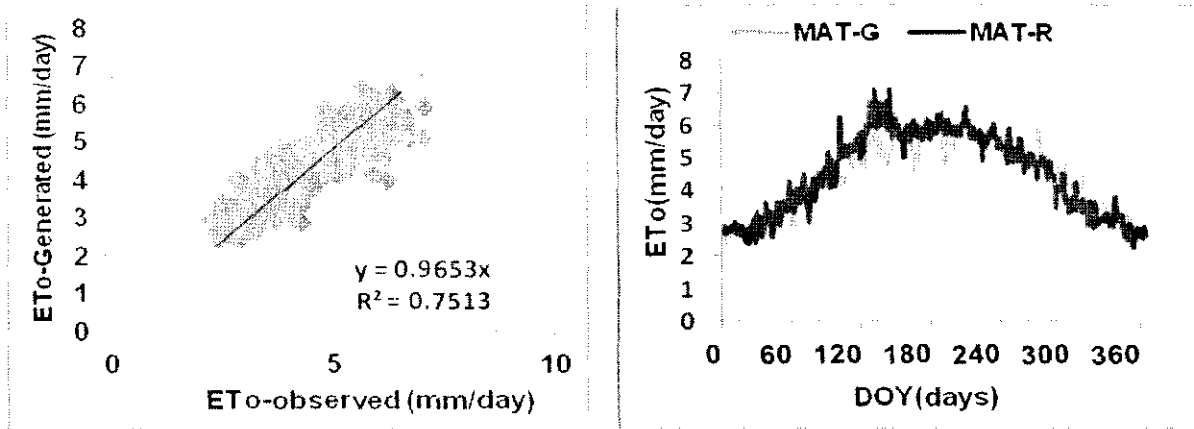 8
7
6
5
4
3
2
1
0
ETo-Generated (mm/day)
y = 0.9653x
R² = 0.7513
0 5 10
ETo-observed (mm/day)
MAT-G MAT-R
8
7
6
5
4
3
2
1
0
ETo(mm/day)
0 60 120 180 240 300 360
DOY(days)